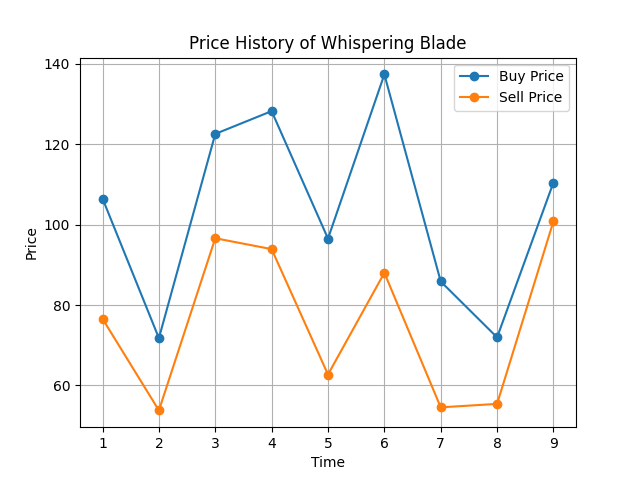 Price History of Whispering Blade
Buy Price
Sell Price
Price
140
120
100
80
60
1 2 3 4 5 6 7 8 9
Time